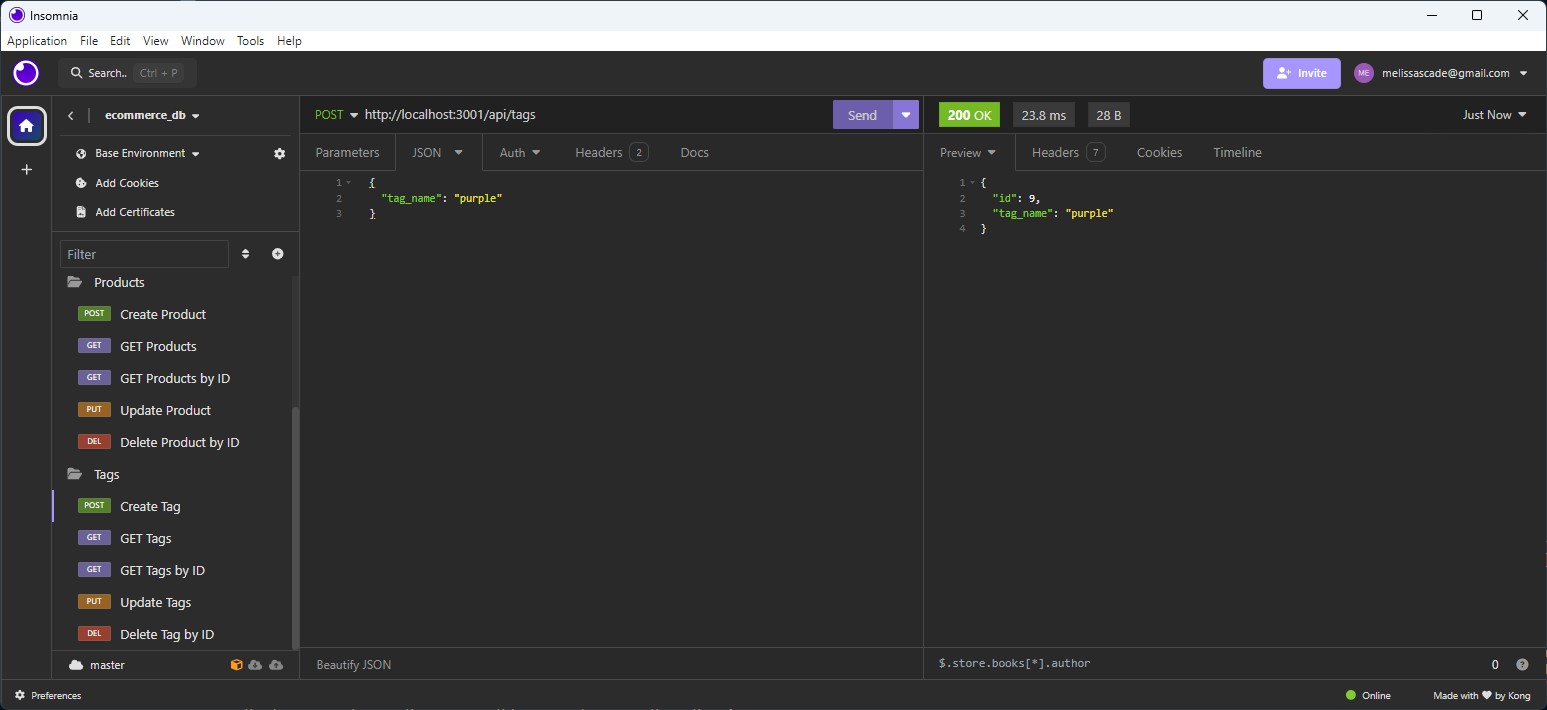 Insomnia
Application File Edit View Window Tools Help
Search.. Ctrl + P Invite ME melissascade@gmail.com
ecommerce_db
Base Environment
Add Cookies
Add Certificates
Filter
Products
POST Create Product
GET GET Products
GET GET Products by ID
PUT Update Product
DEL Delete Product by ID
Tags
POST Create Tag
GET GET Tags
GET GET Tags by ID
PUT Update Tags
DEL Delete Tag by ID
master
POST http://localhost:3001/api/tags Send
Parameters JSON Auth Headers 2 Docs
1 {
2 "tag_name": "purple"
3 }
Beautify JSON
200 OK 23.8 ms 28 B Just Now
Preview Headers 7 Cookies Timeline
1 {
2 "id": 9,
3 "tag_name": "purple"
4 }
$.store.books[*].author 0 ?
Preferences Online Made with ❤ by Kong